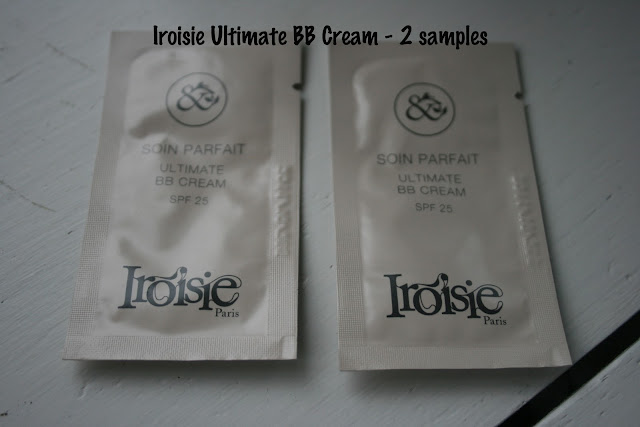 Iroisie Ultimate BB Cream - 2 samples
&
SOIN PARFAIT
ULTIMATE
BB CREAM
SPF 25
Iroisie
Paris
&
SOIN PARFAIT
ULTIMATE
BB CREAM
SPF 25
Iroisie
Paris